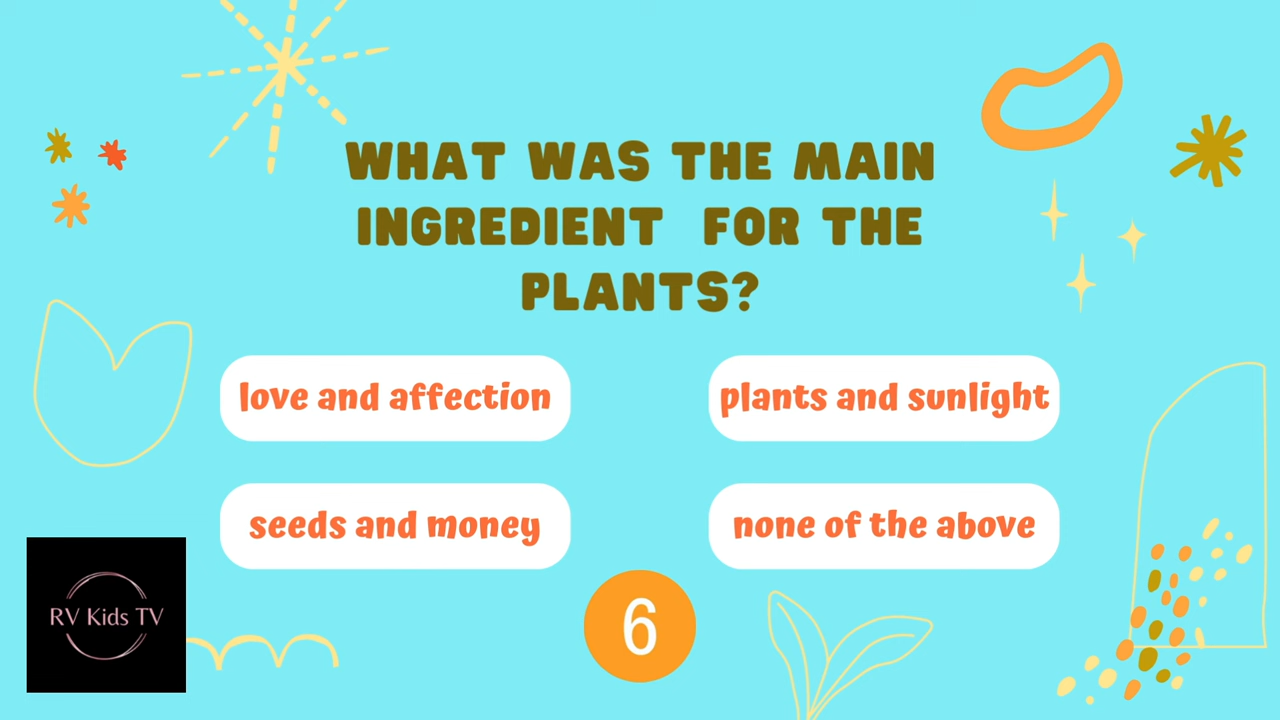 WHAT WAS THE MAIN
INGREDIENT FOR THE
PLANTS?
love and affection
plants and sunlight
seeds and money
none of the above
6
RV Kids TV